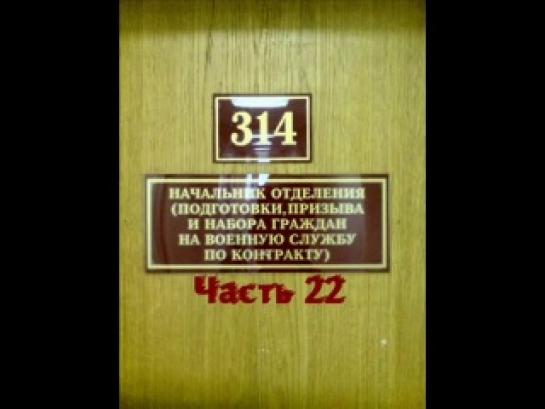 314
НАЧАЛЬНИК ОТДЕЛЕНИЯ
(ПОДГОТОВКИ, ПРИЗЫВА
И НАБОРА ГРАЖДАН
НА ВОЕННУЮ СЛУЖБУ
ПО КОНТРАКТУ)
Часть 22